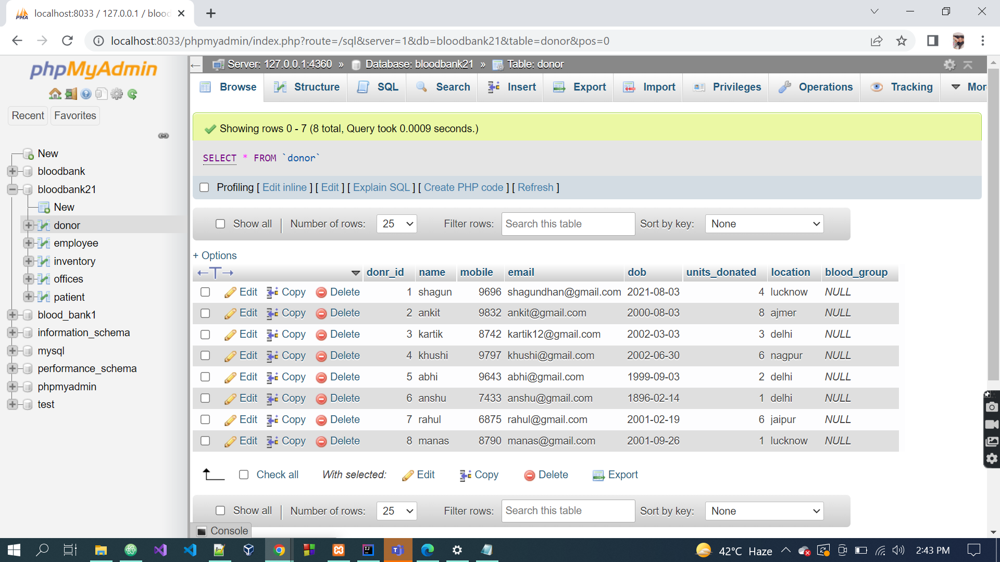 localhost:8033 / 127.0.0.1 / blood
localhost:8033/phpmyadmin/index.php?route=/sql&server=1&db=bloodbank21&table=donor&pos=0
phpMyAdmin
Recent Favorites
New
bloodbank
bloodbank21
New
donor
employee
inventory
offices
patient
blood_bank1
information_schema
mysql
performance_schema
phpmyadmin
test
Server: 127.0.0.1:4360 » Database: bloodbank21 » Table: donor
Browse Structure SQL Search Insert Export Import Privileges Operations Tracking Mor
Showing rows 0 - 7 (8 total, Query took 0.0009 seconds.)
SELECT * FROM `donor`
Profiling [ Edit inline ] [ Edit ] [ Explain SQL ] [ Create PHP code ] [ Refresh ]
Show all Number of rows: 25 Filter rows: Search this table Sort by key: None
+ Options
←T→ donr_id name mobile email dob units_donated location blood_group
Edit Copy Delete 1 shagun 9696 shagundhan@gmail.com 2021-08-03 4 lucknow NULL
Edit Copy Delete 2 ankit 9832 ankit@gmail.com 2000-08-03 8 ajmer NULL
Edit Copy Delete 3 kartik 8742 kartik12@gmail.com 2002-03-03 3 delhi NULL
Edit Copy Delete 4 khushi 9797 khushi@gmail.com 2002-06-30 6 nagpur NULL
Edit Copy Delete 5 abhi 9643 abhi@gmail.com 1999-09-03 2 delhi NULL
Edit Copy Delete 6 anshu 7433 anshu@gmail.com 1896-02-14 1 delhi NULL
Edit Copy Delete 7 rahul 6875 rahul@gmail.com 2001-02-19 6 jaipur NULL
Edit Copy Delete 8 manas 8790 manas@gmail.com 2001-09-26 1 lucknow NULL
Check all With selected: Edit Copy Delete Export
Show all Number of rows: 25 Filter rows: Search this table Sort by key: None
Console
42°C Haze 2:43 PM